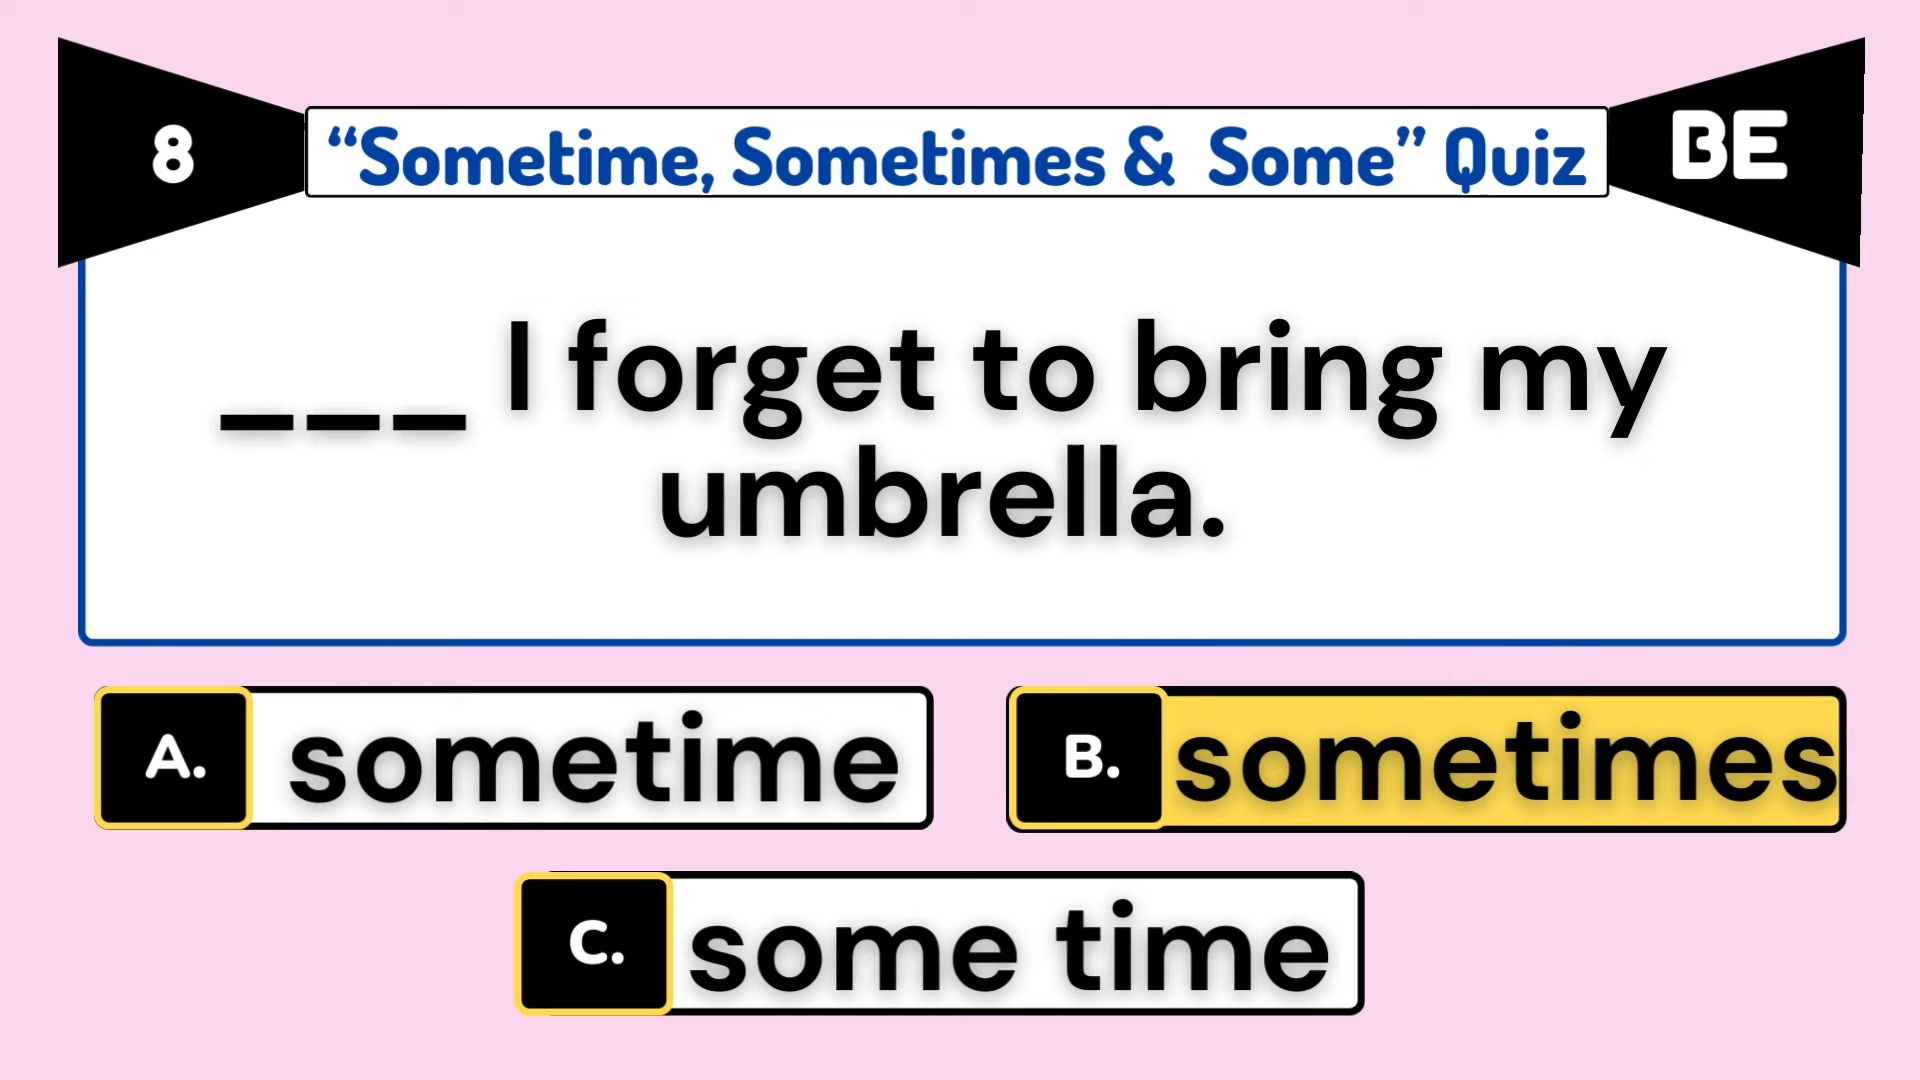 8
“Sometime, Sometimes & Some” Quiz
BE
___ I forget to bring my
umbrella.
A. sometime
B. sometimes
C. some time